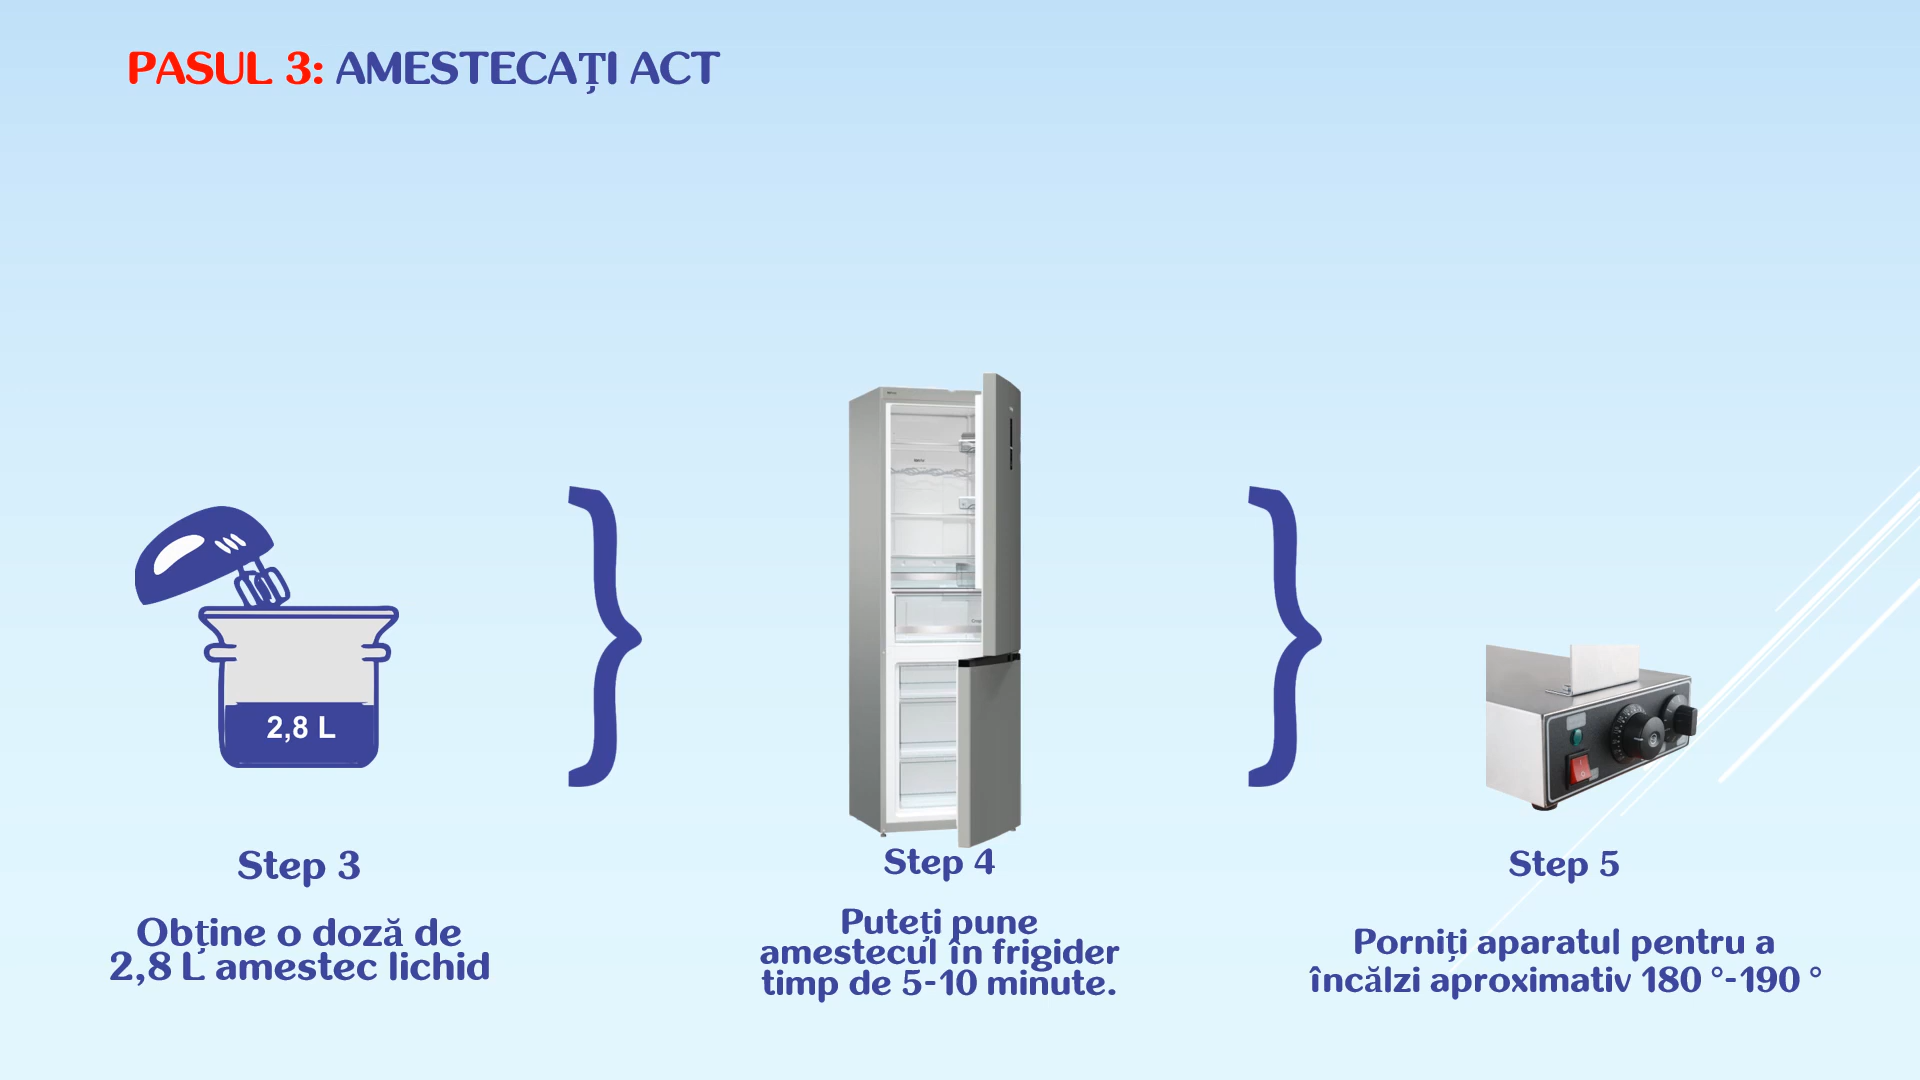 PASUL 3: AMESTECAȚI ACT
2,8 L
Step 3
Obține o doză de
2,8 L amestec lichid
Step 4
Puteți pune
amestecul în frigider
timp de 5-10 minute.
Step 5
Porniți aparatul pentru a
încălzi aproximativ 180 °-190 °